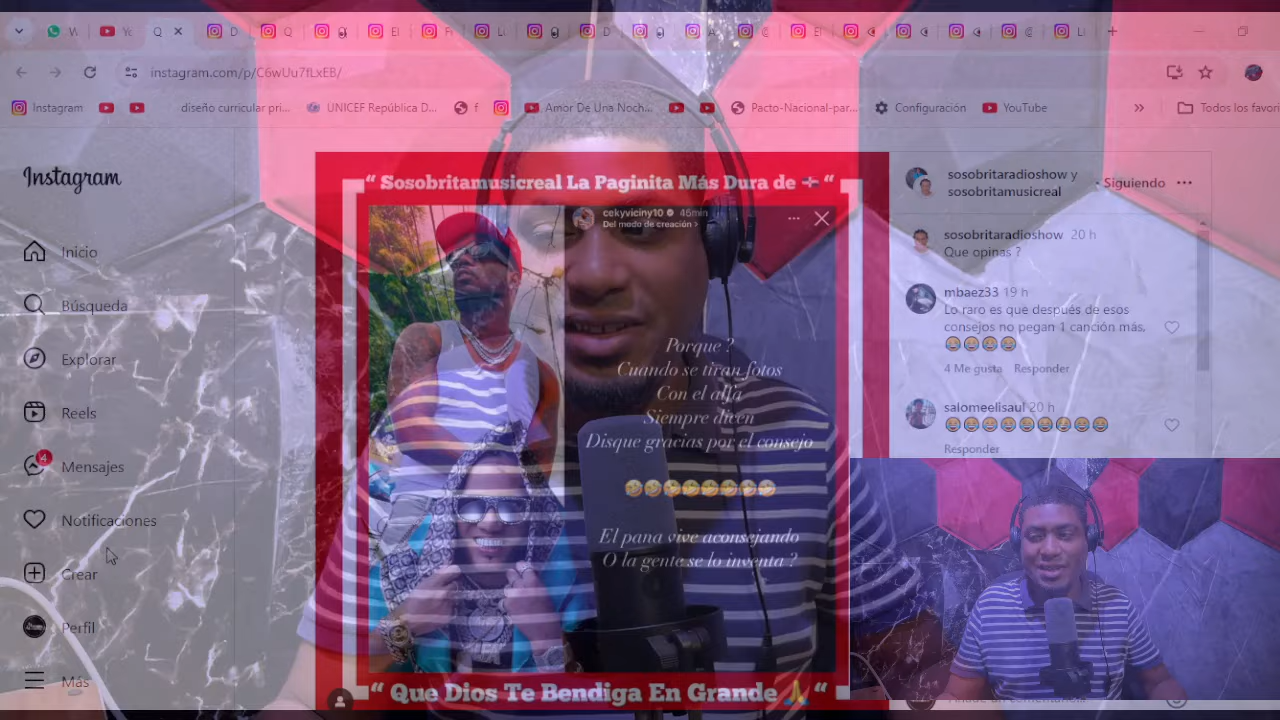 instagram.com/p/C6wUu7fLxEB/
Instagram
diseño curricular pri...
UNICEF República D...
f
Amor De Una Noch...
Pacto-Nacional-par...
Configuración
YouTube
Todos los favori
Instagram
Inicio
Búsqueda
Explorar
Reels
4
Mensajes
Notificaciones
Crear
Perfil
Más
“ Sosobritamusicreal La Paginita Más Dura de 🇩🇴 “
cekyviciny10 46min
Del modo de creación >
Porque ?
Cuando se tiran fotos
Con el alfa
Siempre dicen
Disque gracias por el consejo
🤣🤣🤣🤣🤣🤣🤣🤣
El pana vive aconsejando
O la gente se lo inventa ?
“ Que Dios Te Bendiga En Grande 🙏 “
sosobritaradioshow y
sosobritamusicreal
• Siguiendo
sosobritaradioshow 20 h
Que opinas ?
mbaez33 19 h
Lo raro es que después de esos
consejos no pegan 1 canción más.
😂😂😂😂
4 Me gusta Responder
salomeelisaul 20 h
😂😂😂😂😂😂😂😂😂
Responder